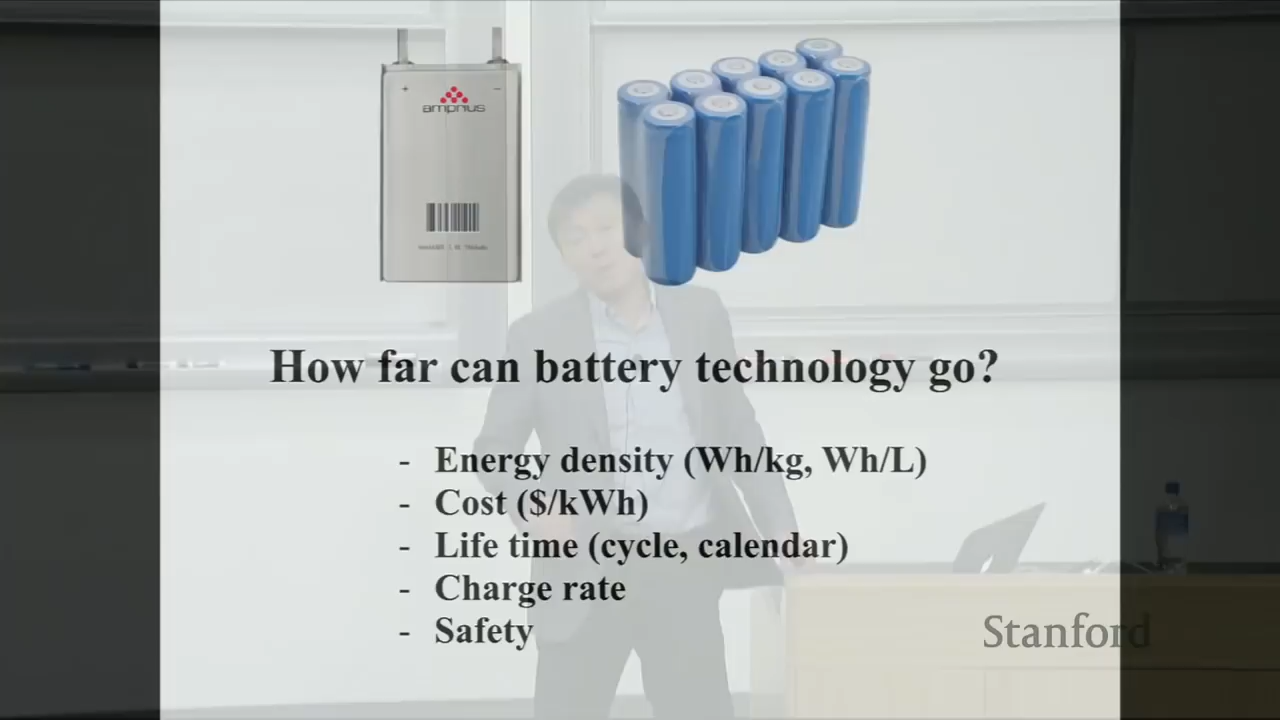 + -
amprius
How far can battery technology go?
- Energy density (Wh/kg, Wh/L)
- Cost ($/kWh)
- Life time (cycle, calendar)
- Charge rate
- Safety
Stanford